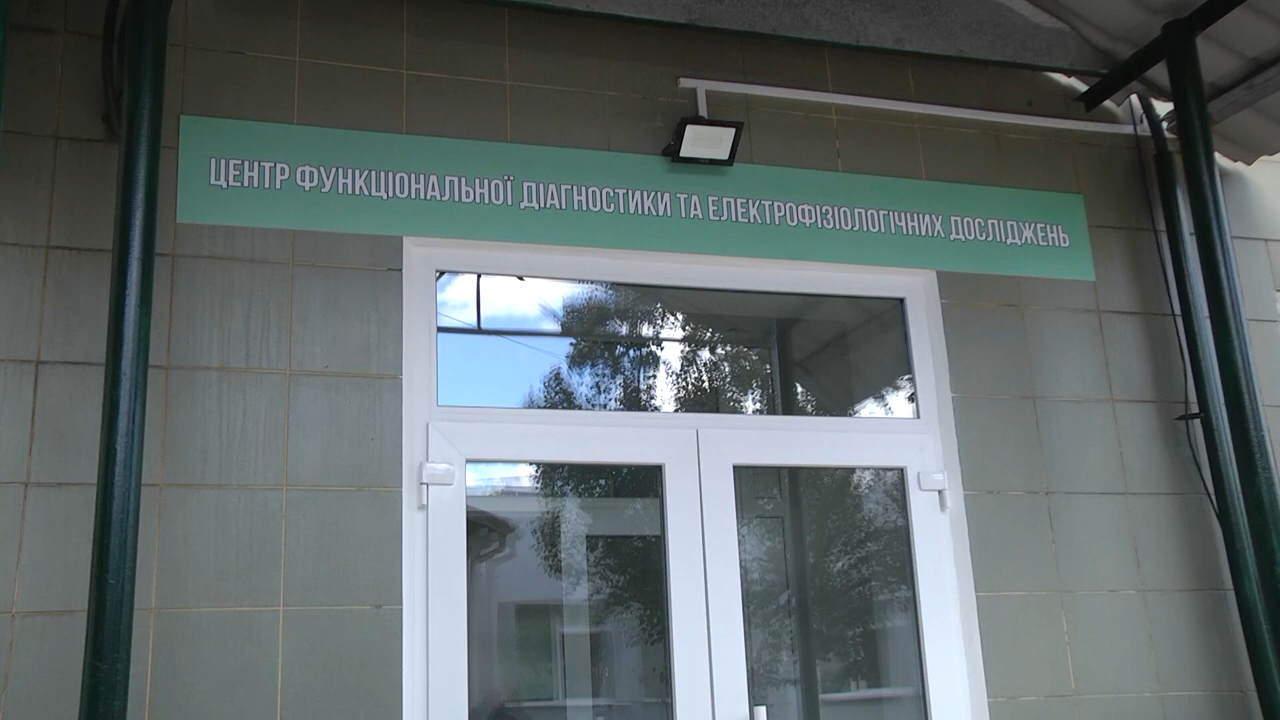 ЦЕНТР ФУНКЦІОНАЛЬНОЇ ДІАГНОСТИКИ ТА ЕЛЕКТРОФІЗІОЛОГІЧНИХ ДОСЛІДЖЕНЬ